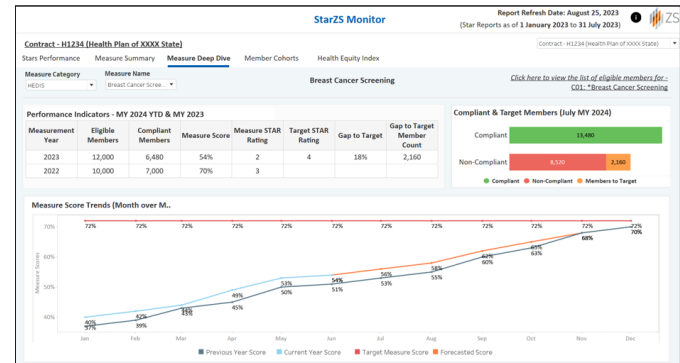 StarZS Monitor
Report Refresh Date: August 25, 2023
(Star Reports as of 1 January 2023 to 31 July 2023)
ZS
Contract - H1234 (Health Plan of XXXX State)
Contract - H1234 (Health Plan of XXXX State)
Stars Performance Measure Summary Measure Deep Dive Member Cohorts Health Equity Index
Measure Category Measure Name
HEDIS Breast Cancer Scree...
Breast Cancer Screening
Click here to view the list of eligible members for -
C01: *Breast Cancer Screening
Performance Indicators - MY 2024 YTD & MY 2023
Measurement Year Eligible Members Compliant Members Measure Score Measure STAR Rating Target STAR Rating Gap to Target Gap to Target Member Count
2023 12,000 6,480 54% 2 4 18% 2,160
2022 10,000 7,000 70% 3
Compliant & Target Members (July MY 2024)
Compliant 13,480
Non-Compliant 8,520 2,160
Compliant Non-Compliant Members to Target
Measure Score Trends (Month over M..
Measure Scores
70%
60%
50%
40%
72% 72% 72% 72% 72% 72% 72% 72% 72% 72% 72% 72%
40% 42% 44% 49% 53% 54% 56% 58% 62% 65% 68% 70%
37% 39% 43% 45% 50% 51% 53% 55% 60% 63%
Jan Feb Mar Apr May Jun Jul Aug Sep Oct Nov Dec
Previous Year Score Current Year Score Target Measure Score Forecasted Score